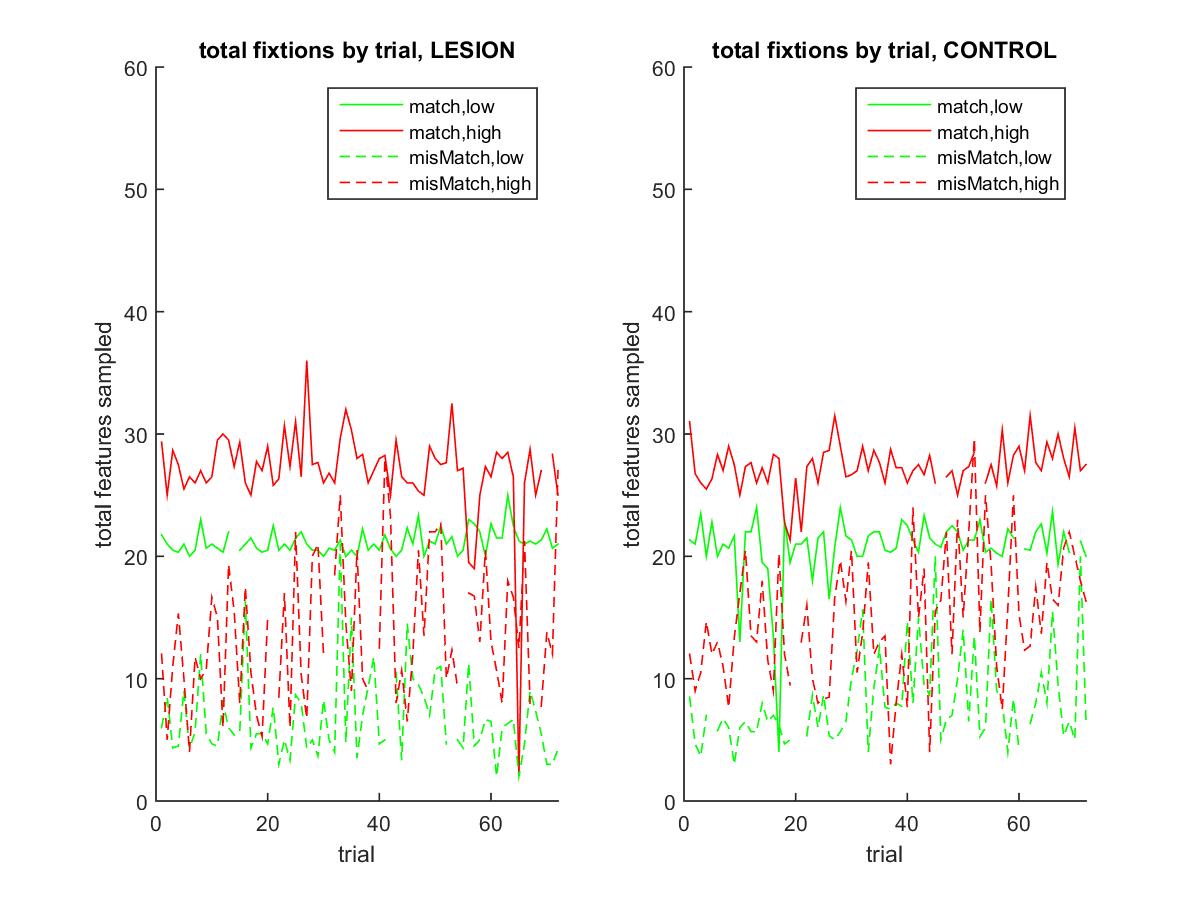 total fixtions by trial, LESION
60
50
40
30
20
10
0
0 20 40 60
total features sampled
trial
match,low
match,high
misMatch,low
misMatch,high
total fixtions by trial, CONTROL
60
50
40
30
20
10
0
0 20 40 60
total features sampled
trial
match,low
match,high
misMatch,low
misMatch,high